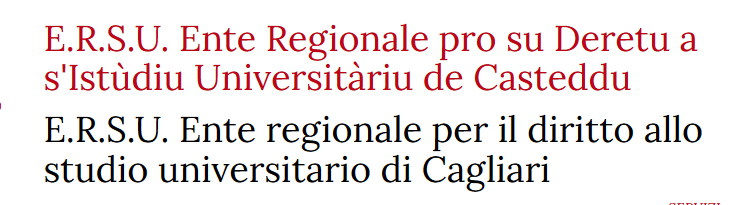 E.R.S.U. Ente Regionale pro su Deretu a
s'Istùdiu Universitàriu de Casteddu
E.R.S.U. Ente regionale per il diritto allo
studio universitario di Cagliari